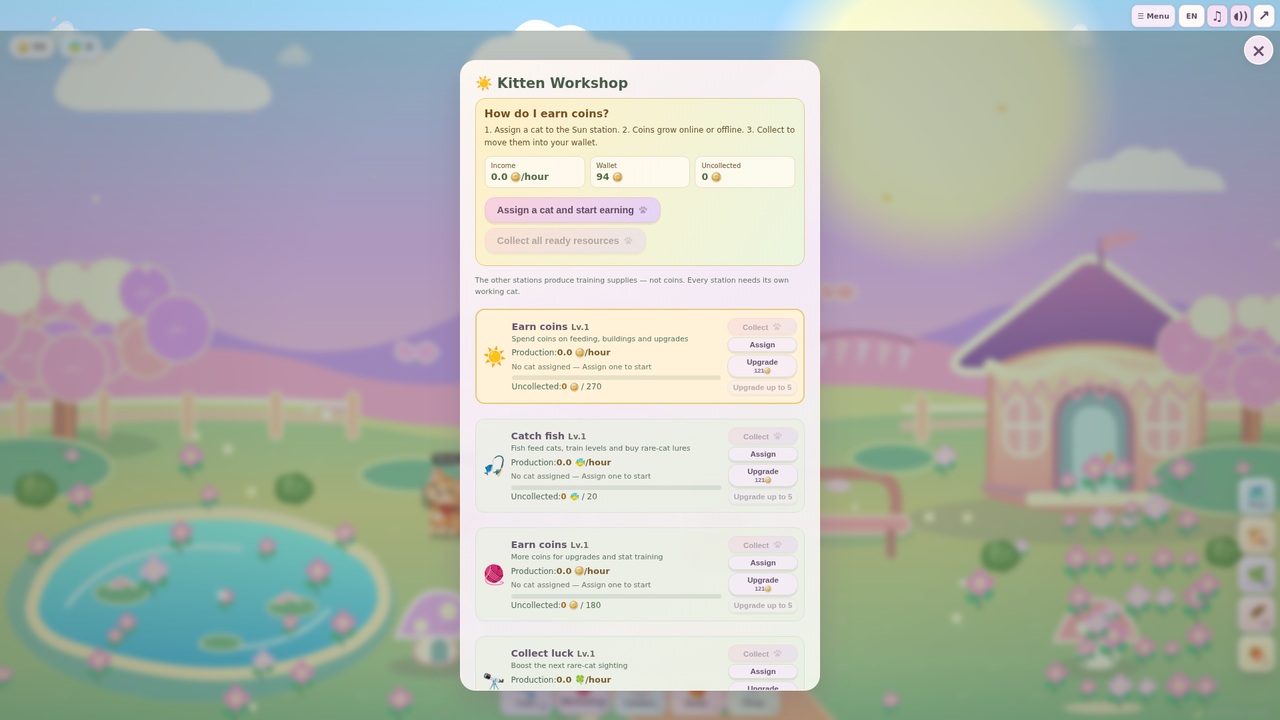 ☰ Menu
EN
Kitten Workshop
How do I earn coins?
1. Assign a cat to the Sun station. 2. Coins grow online or offline. 3. Collect to
move them into your wallet.
Income
0.0 /hour
Wallet
94
Uncollected
0
Assign a cat and start earning
Collect all ready resources
The other stations produce training supplies — not coins. Every station needs its own
working cat.
Earn coins Lv.1
Spend coins on feeding, buildings and upgrades
Production:0.0 /hour
No cat assigned — Assign one to start
Uncollected:0 / 270
Collect
Assign
Upgrade
121
Upgrade up to 5
Catch fish Lv.1
Fish feed cats, train levels and buy rare-cat lures
Production:0.0 /hour
No cat assigned — Assign one to start
Uncollected:0 / 20
Collect
Assign
Upgrade
121
Upgrade up to 5
Earn coins Lv.1
More coins for upgrades and stat training
Production:0.0 /hour
No cat assigned — Assign one to start
Uncollected:0 / 180
Collect
Assign
Upgrade
121
Upgrade up to 5
Collect luck Lv.1
Boost the next rare-cat sighting
Production:0.0 /hour
Collect
Assign
Upgrade